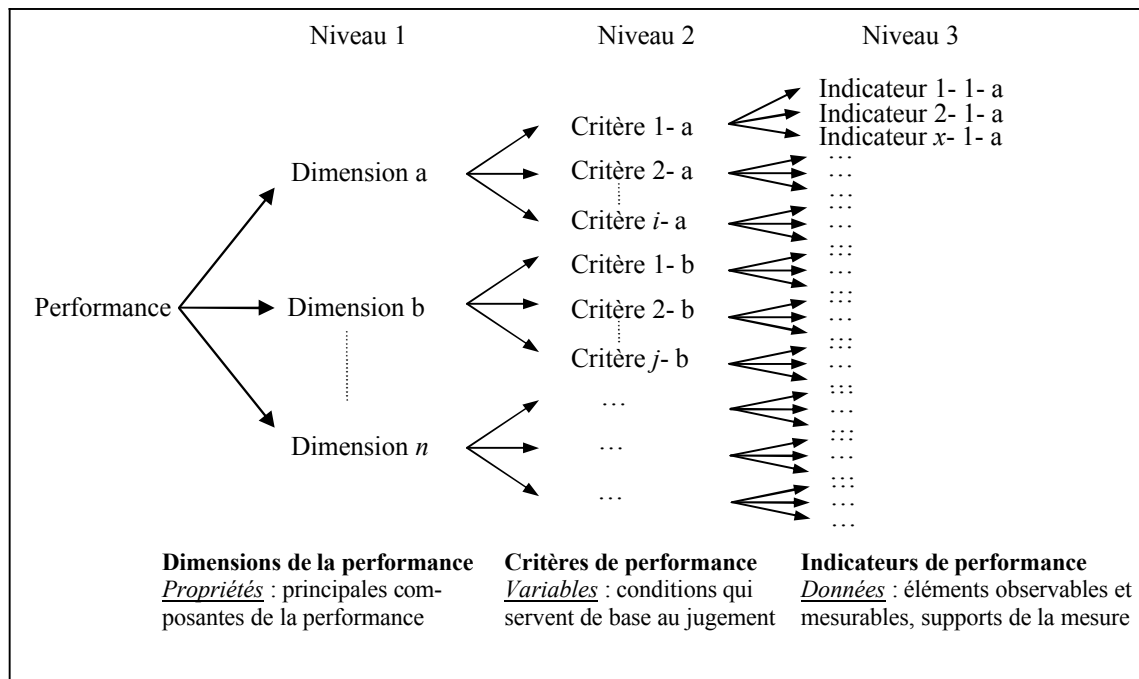 Niveau 1 Niveau 2 Niveau 3
Indicateur 1- 1- a
Indicateur 2- 1- a
Indicateur x- 1- a
Critère 1- a
Critère 2- a
Critère i- a
Dimension a
Critère 1- b
Critère 2- b
Critère j- b
Performance
Dimension b
Dimension n
…
…
…
Dimensions de la performance
Propriétés : principales com-
posantes de la performance
Critères de performance
Variables : conditions qui
servent de base au jugement
Indicateurs de performance
Données : éléments observables et
mesurables, supports de la mesure